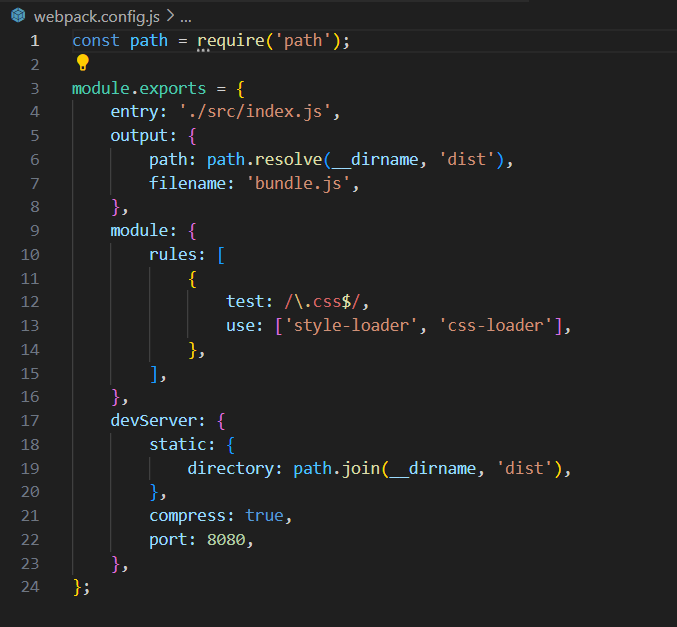 webpack.config.js > ...
1 const path = require('path');
2
3 module.exports = {
4     entry: './src/index.js',
5     output: {
6         path: path.resolve(__dirname, 'dist'),
7         filename: 'bundle.js',
8     },
9     module: {
10         rules: [
11             {
12                 test: /\.css$/,
13                 use: ['style-loader', 'css-loader'],
14             },
15         ],
16     },
17     devServer: {
18         static: {
19             directory: path.join(__dirname, 'dist'),
20         },
21         compress: true,
22         port: 8080,
23     },
24 };